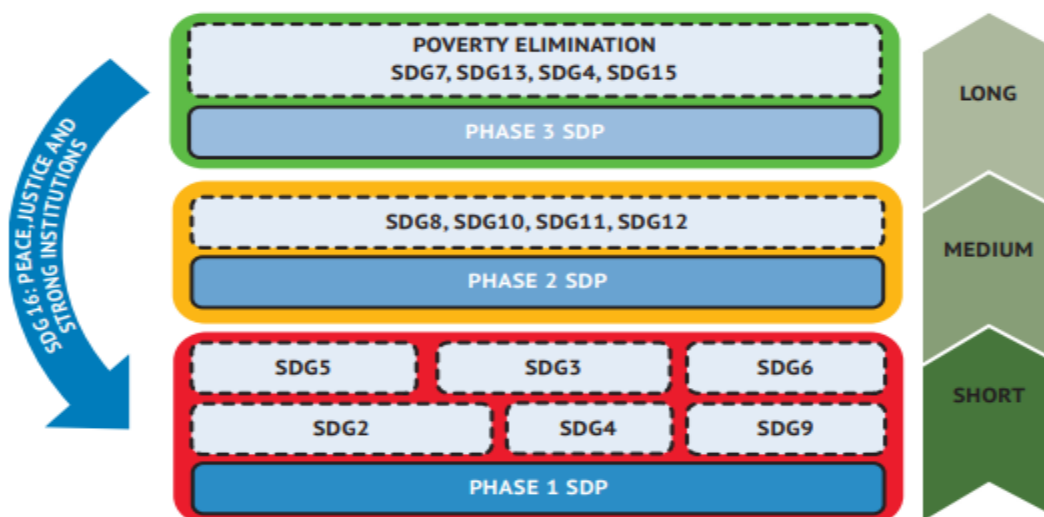 POVERTY ELIMINATION
SDG7, SDG13, SDG4, SDG15
PHASE 3 SDP
SDG8, SDG10, SDG11, SDG12
PHASE 2 SDP
SDG5
SDG3
SDG6
SDG2
SDG4
SDG9
PHASE 1 SDP
SDG 16: PEACE, JUSTICE AND
STRONG INSTITUTIONS
LONG
MEDIUM
SHORT